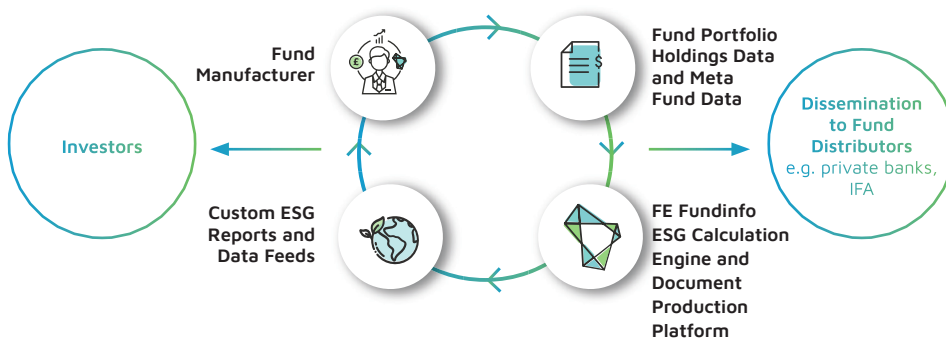 Fund
Manufacturer
£
Fund Portfolio
Holdings Data
and Meta
Fund Data
$
Investors
Dissemination
to Fund
Distributors
e.g. private banks,
IFA
Custom ESG
Reports and
Data Feeds
FE Fundinfo
ESG Calculation
Engine and
Document
Production
Platform